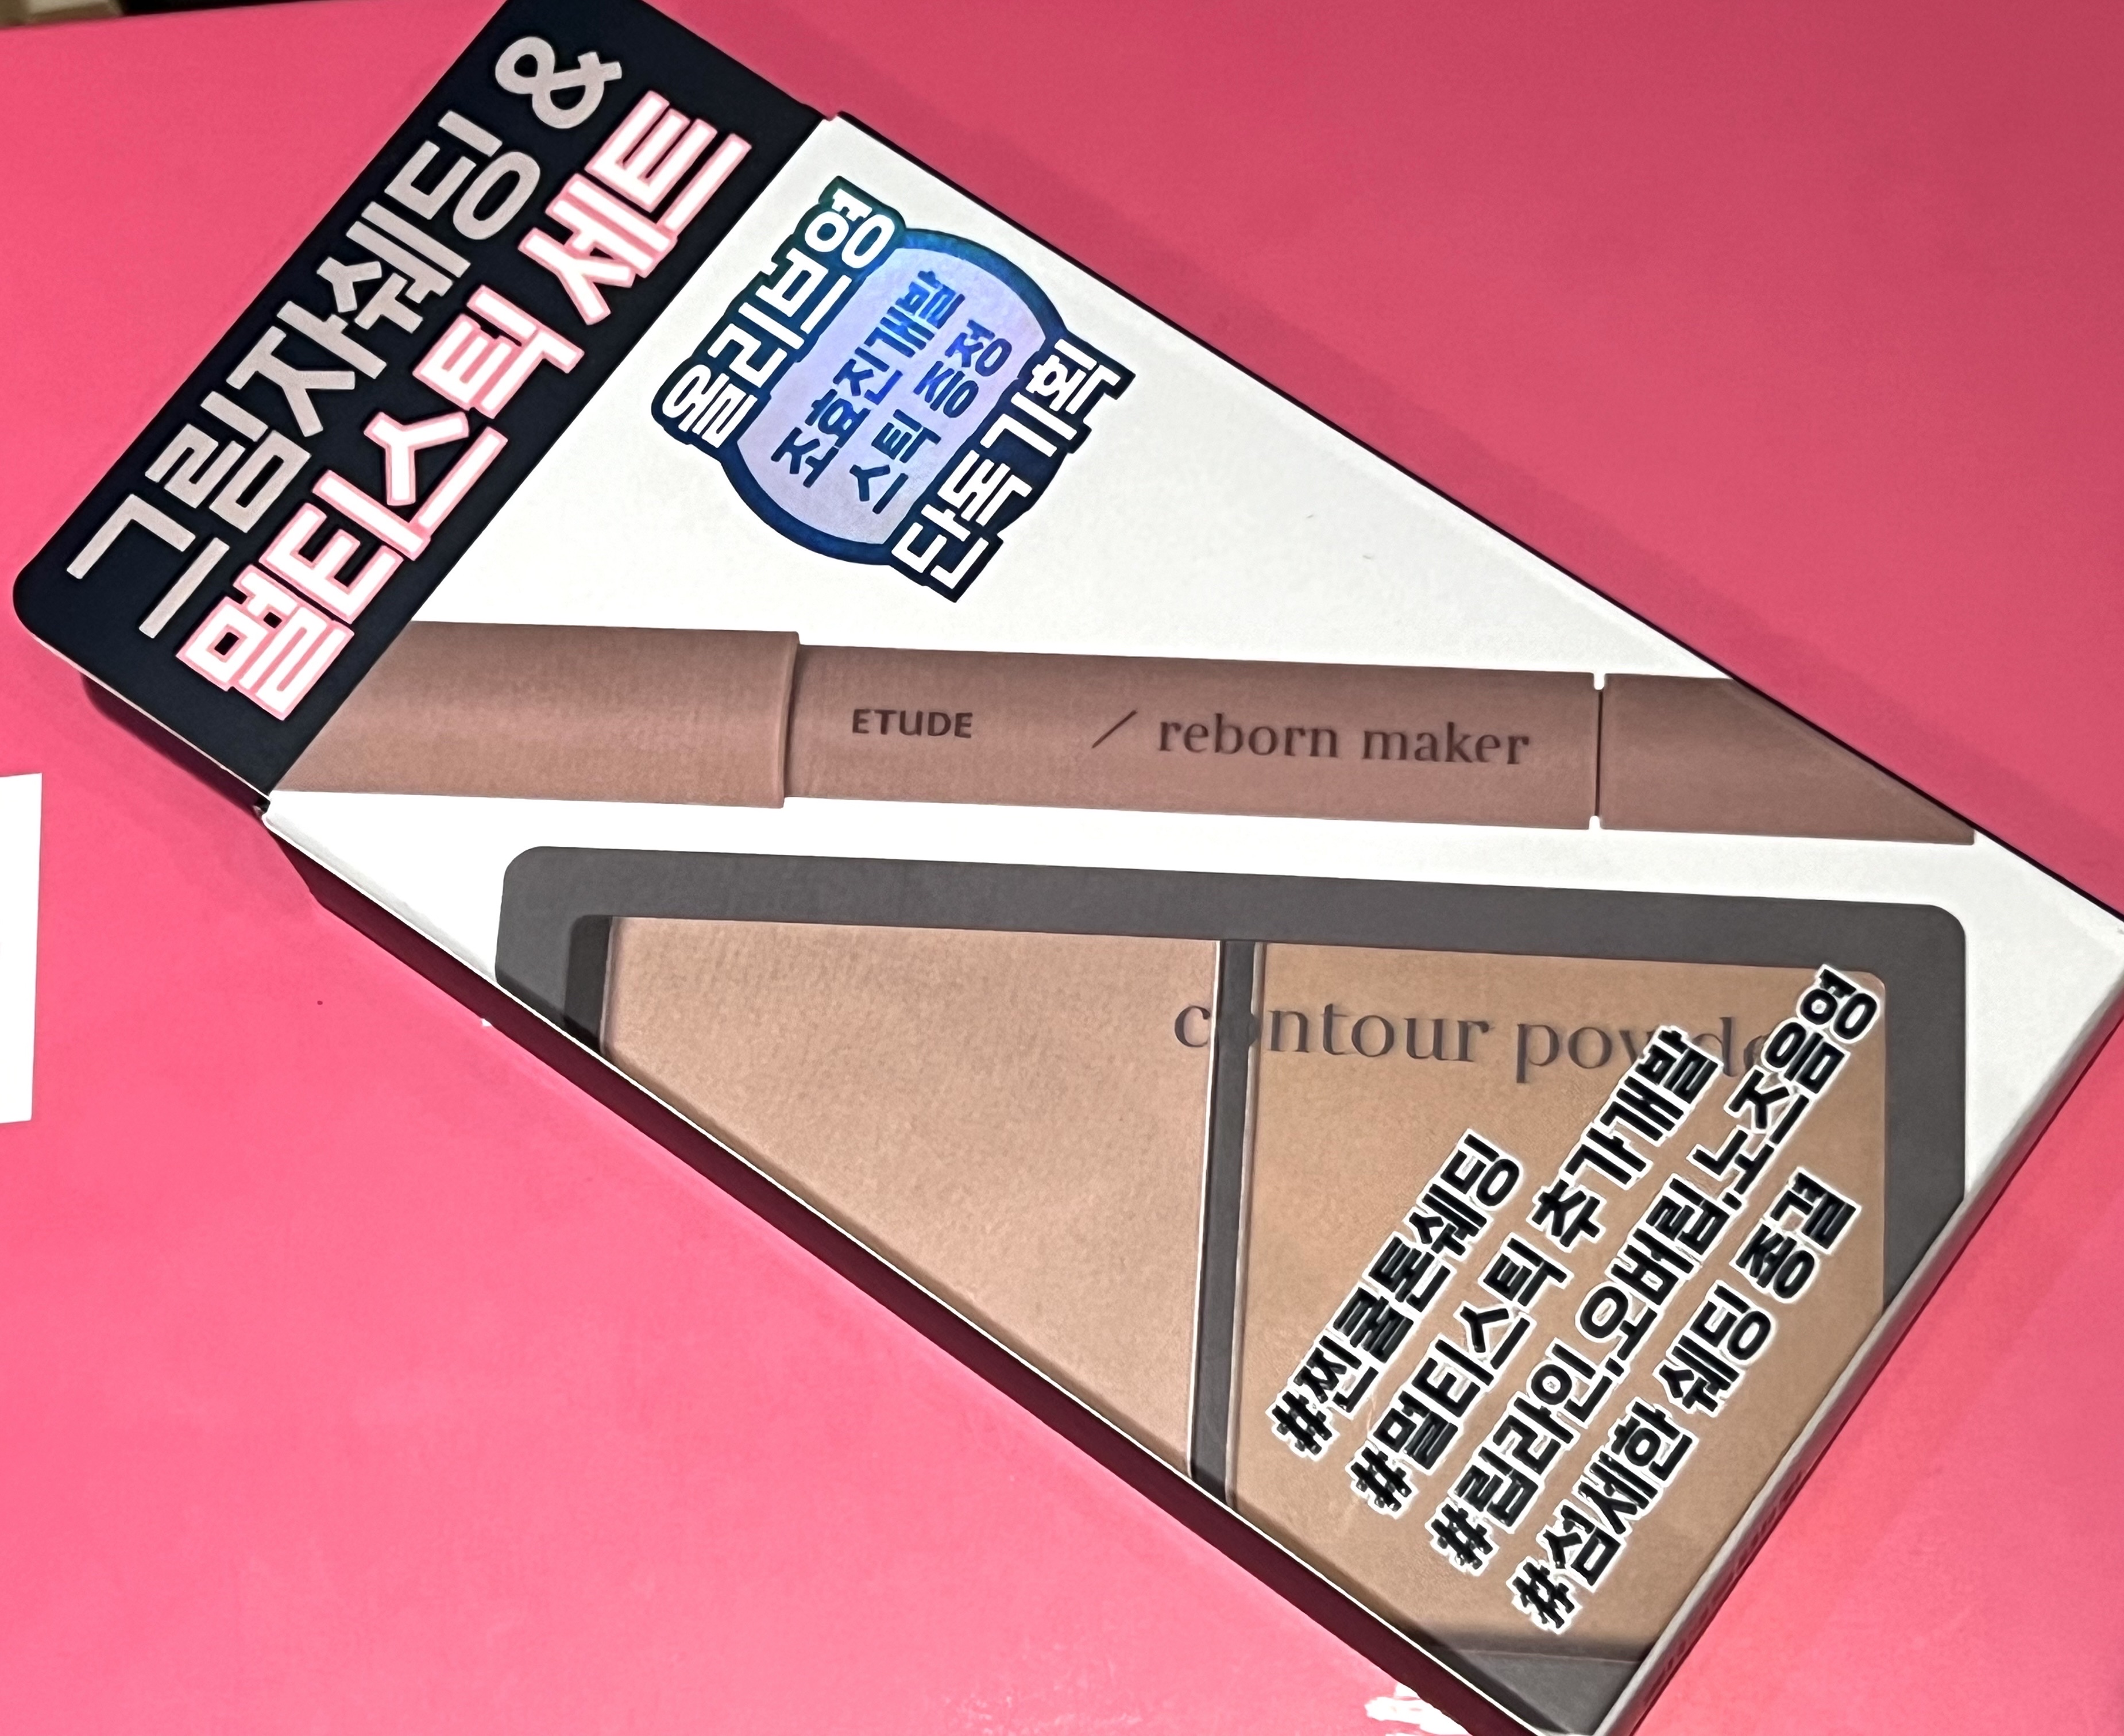 그림자쉐딩 &
멀티스틱 세트
올리브영
조효진개발
스틱 증정
단독기획
ETUDE / reborn maker
contour powde
#찐쿨톤쉐딩
#멀티스틱 추가개발
#립라인,오버립,노즈음영
#섬세한 쉐딩 종결